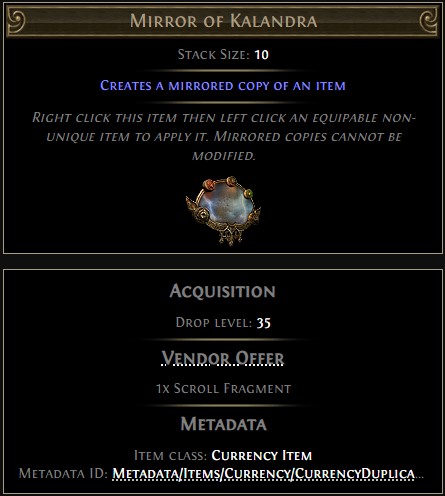 Mirror of Kalandra
Stack Size: 10
Creates a mirrored copy of an item
Right click this item then left click an equipable non-
unique item to apply it. Mirrored copies cannot be
modified.
Acquisition
Drop level: 35
Vendor Offer
1x Scroll Fragment
Metadata
Item class: Currency Item
Metadata ID: Metadata/Items/Currency/CurrencyDuplica...